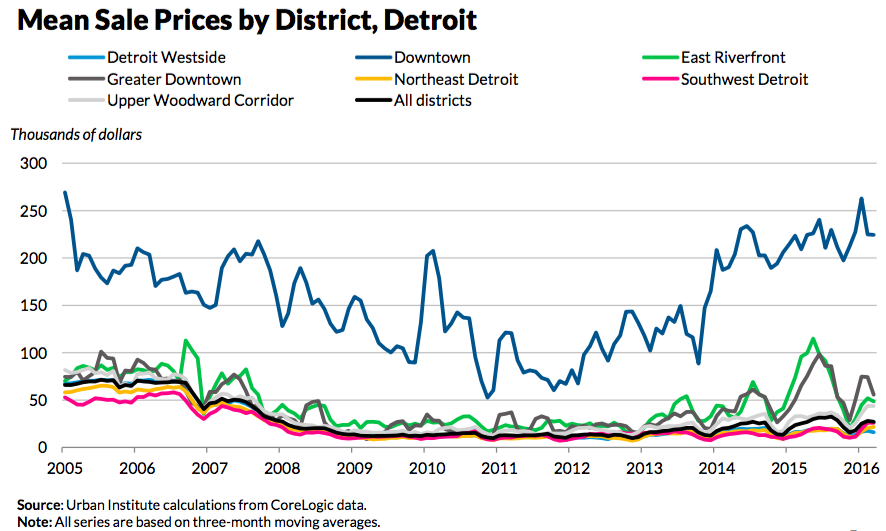 Mean Sale Prices by District, Detroit
Detroit Westside Downtown East Riverfront
Greater Downtown Northeast Detroit Southwest Detroit
Upper Woodward Corridor All districts
Thousands of dollars
300
250
200
150
100
50
0
2005 2006 2007 2008 2009 2010 2011 2012 2013 2014 2015 2016
Source: Urban Institute calculations from CoreLogic data.
Note: All series are based on three-month moving averages.